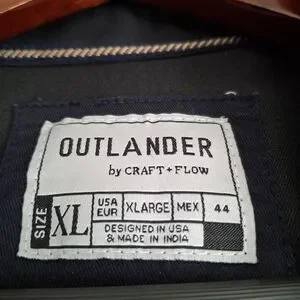 OUTLANDER
by CRAFT+FLOW
SIZE XL USA EUR XLARGE MEX 44
DESIGNED IN USA
& MADE IN INDIA